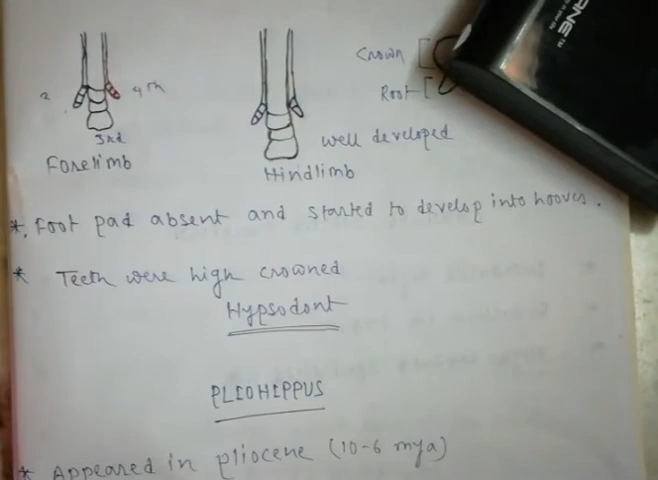 Crown
Root
2
4th
3rd
Forelimb
well developed
Hindlimb
*. Foot pad absent and started to develop into hooves.
* Teeth were high crowned
Hypsodont
PLIOHIPPUS
* Appeared in pliocene (10-6 mya)